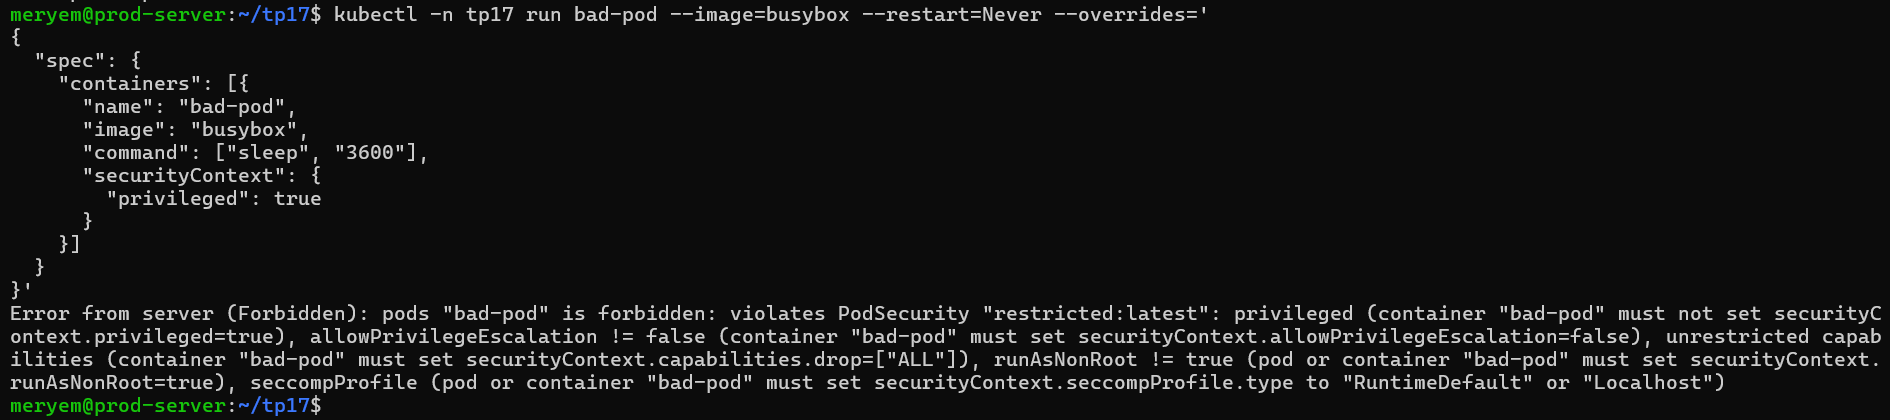 meryem@prod-server:~/tp17$ kubectl -n tp17 run bad-pod --image=busybox --restart=Never --overrides='
{
  "spec": {
    "containers": [{
      "name": "bad-pod",
      "image": "busybox",
      "command": ["sleep", "3600"],
      "securityContext": {
        "privileged": true
      }
    }]
  }
}'
Error from server (Forbidden): pods "bad-pod" is forbidden: violates PodSecurity "restricted:latest": privileged (container "bad-pod" must not set securityC
ontext.privileged=true), allowPrivilegeEscalation != false (container "bad-pod" must set securityContext.allowPrivilegeEscalation=false), unrestricted capab
ilities (container "bad-pod" must set securityContext.capabilities.drop=["ALL"]), runAsNonRoot != true (pod or container "bad-pod" must set securityContext.
runAsNonRoot=true), seccompProfile (pod or container "bad-pod" must set securityContext.seccompProfile.type to "RuntimeDefault" or "Localhost")
meryem@prod-server:~/tp17$